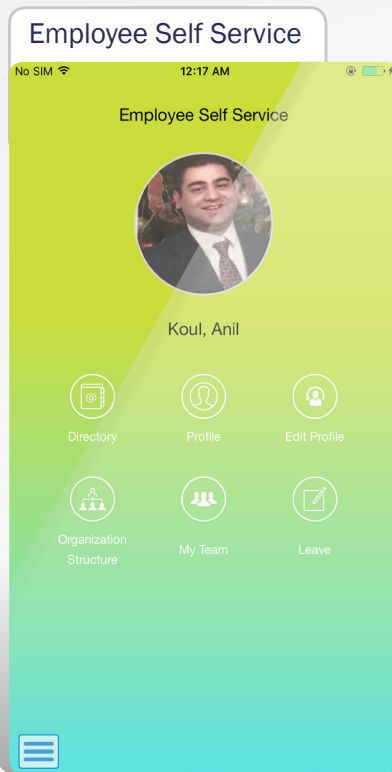 Employee Self Service
No SIM 12:17 AM
Employee Self Service
Koul, Anil
@
Directory Profile Edit Profile
Organization
Structure
My Team Leave